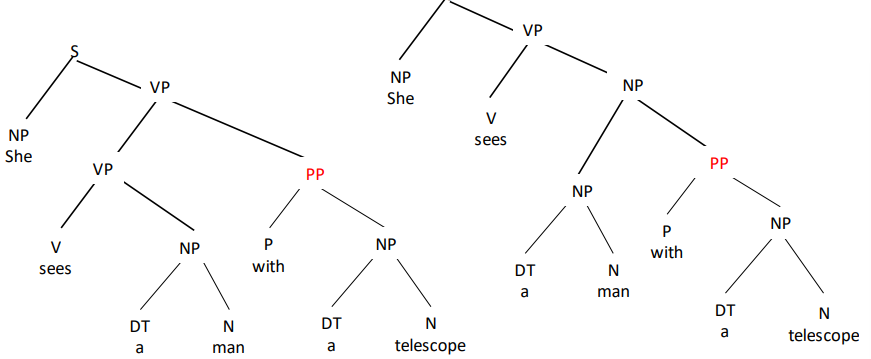 S
VP
NP
She
VP
PP
V
sees
NP
P
with
NP
DT
a
N
man
DT
a
N
telescope
VP
NP
She
NP
V
sees
PP
NP
P
with
NP
DT
a
N
man
DT
a
N
telescope